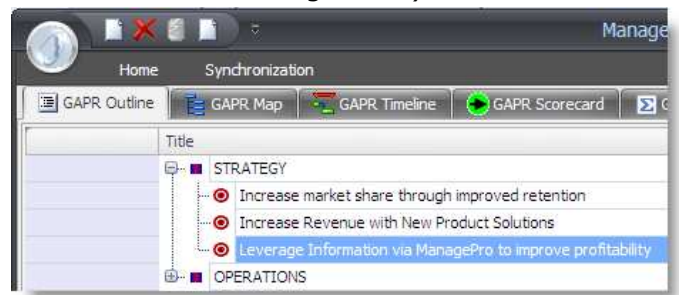 Manage
Home Synchronization
GAPR Outline GAPR Map GAPR Timeline GAPR Scorecard
Title
STRATEGY
Increase market share through improved retention
Increase Revenue with New Product Solutions
Leverage Information via ManagePro to improve profitability
OPERATIONS